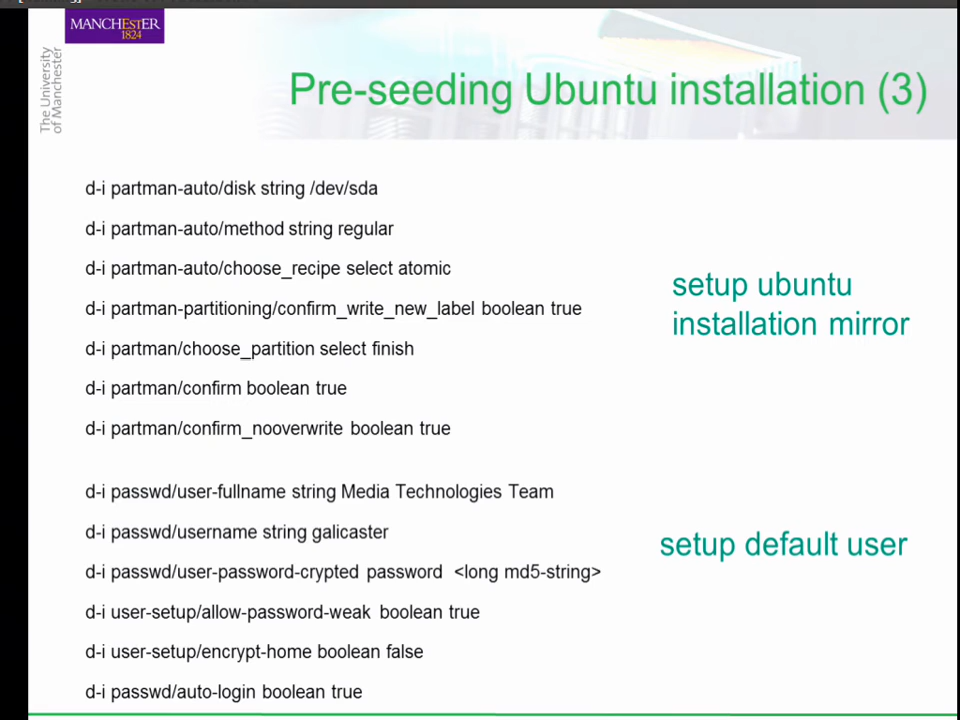 MANCHESTER
1824
The University
of Manchester
Pre-seeding Ubuntu installation (3)
d-i partman-auto/disk string /dev/sda
d-i partman-auto/method string regular
d-i partman-auto/choose_recipe select atomic
d-i partman-partitioning/confirm_write_new_label boolean true
d-i partman/choose_partition select finish
d-i partman/confirm boolean true
d-i partman/confirm_nooverwrite boolean true
setup ubuntu
installation mirror
d-i passwd/user-fullname string Media Technologies Team
d-i passwd/username string galicaster
d-i passwd/user-password-crypted password <long md5-string>
d-i user-setup/allow-password-weak boolean true
d-i user-setup/encrypt-home boolean false
d-i passwd/auto-login boolean true
setup default user